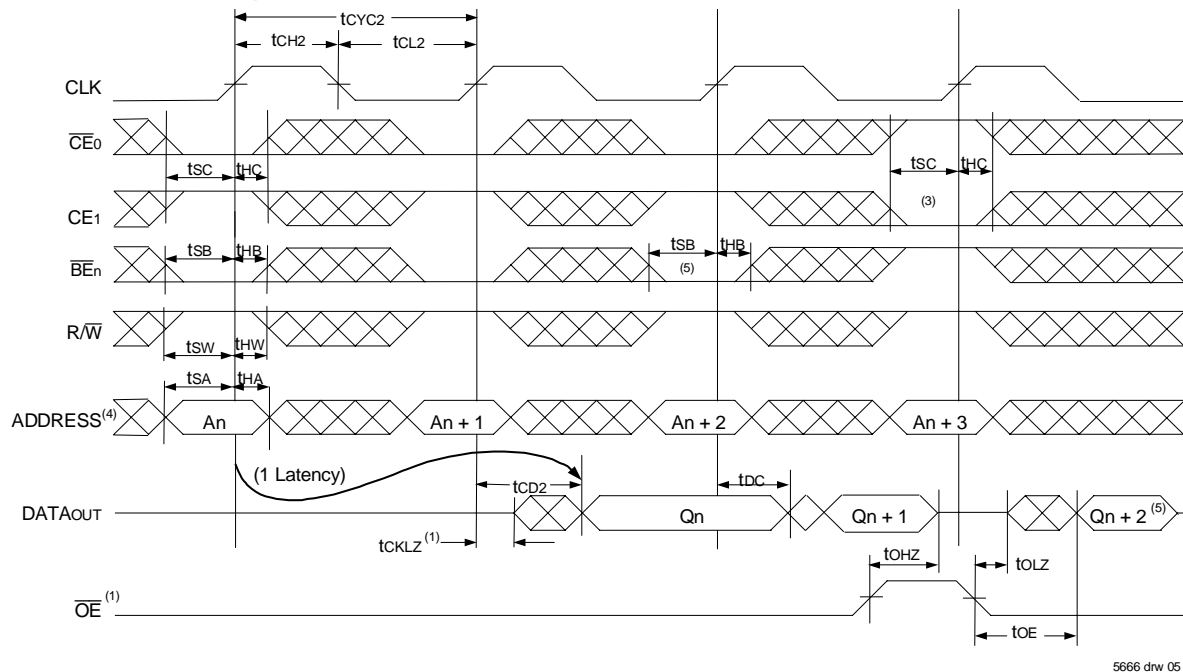 tCYC2
tCH2 tCL2
CLK
CE0
tSC tHC tSC tHC
CE1 (3)
tSB tHB tSB tHB
BEn (5)
R/W
tSW tHW
tSA tHA
ADDRESS(4) An An + 1 An + 2 An + 3
(1 Latency) tCD2 tDC
DATAOUT Qn Qn + 1 Qn + 2 (5)
tCKLZ(1)
tOHZ tOLZ
OE (1)
tOE
5666 drw 05